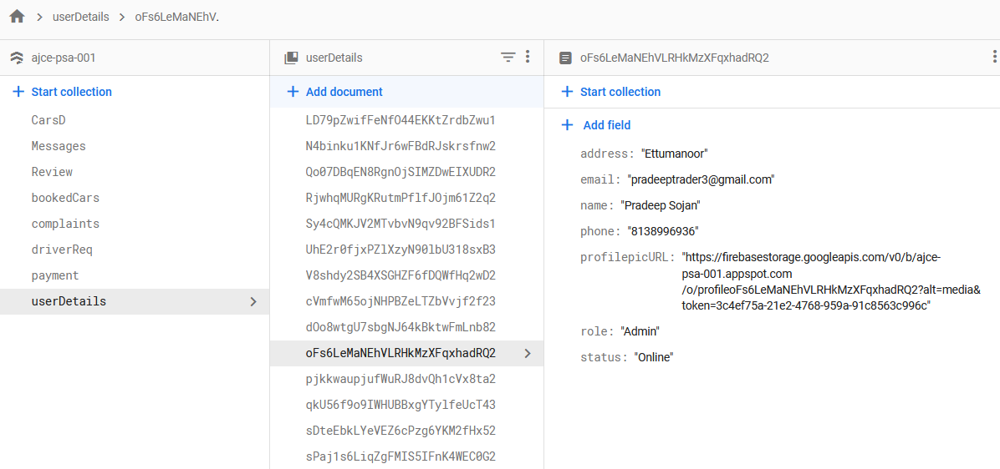 userDetails > oFs6LeMaNEhV.
ajce-psa-001
Start collection
CarsD
Messages
Review
bookedCars
complaints
driverReq
payment
userDetails
userDetails
Add document
LD79pZwifFeNfO44EKKtZrdbZwu1
N4binku1KNfJr6wFBdRJskrsfnw2
Qo07DBqEN8RgnOjSIMZDwEIXUDR2
RjwhqMURgKRutmPflfJOjm61Z2q2
Sy4cQMKJV2MTvbvN9qv92BFSids1
UhE2r0fjxPZlXzyN90lbU318sxB3
V8shdy2SB4XSGHZF6fDQWfHq2wD2
cVmfwM65ojNHPBZeLTZbVvjf2f23
dOo8wtgU7sbgNJ64kBktwFmLnb82
oFs6LeMaNEhVLRHkMzXFqxhadRQ2
pjkkwaupjufWuRJ8dvQh1cVx8ta2
qkU56f9o9IWHUBBxgYTylfeUcT43
sDteEbkLYeVEZ6cPzg6YKM2fHx52
sPaj1s6LiqZgFMIS5IFnK4WEC0G2
oFs6LeMaNEhVLRHkMzXFqxhadRQ2
Start collection
Add field
address: "Ettumanoor"
email: "pradeeptrader3@gmail.com"
name: "Pradeep Sojan"
phone: "8138996936"
profilepicURL: "https://firebasestorage.googleapis.com/v0/b/ajce-
psa-001.appspot.com
/o/profileoFs6LeMaNEhVLRHkMzXFqxhadRQ2?alt=media&
token=3c4ef75a-21e2-4768-959a-91c8563c996c"
role: "Admin"
status: "Online"